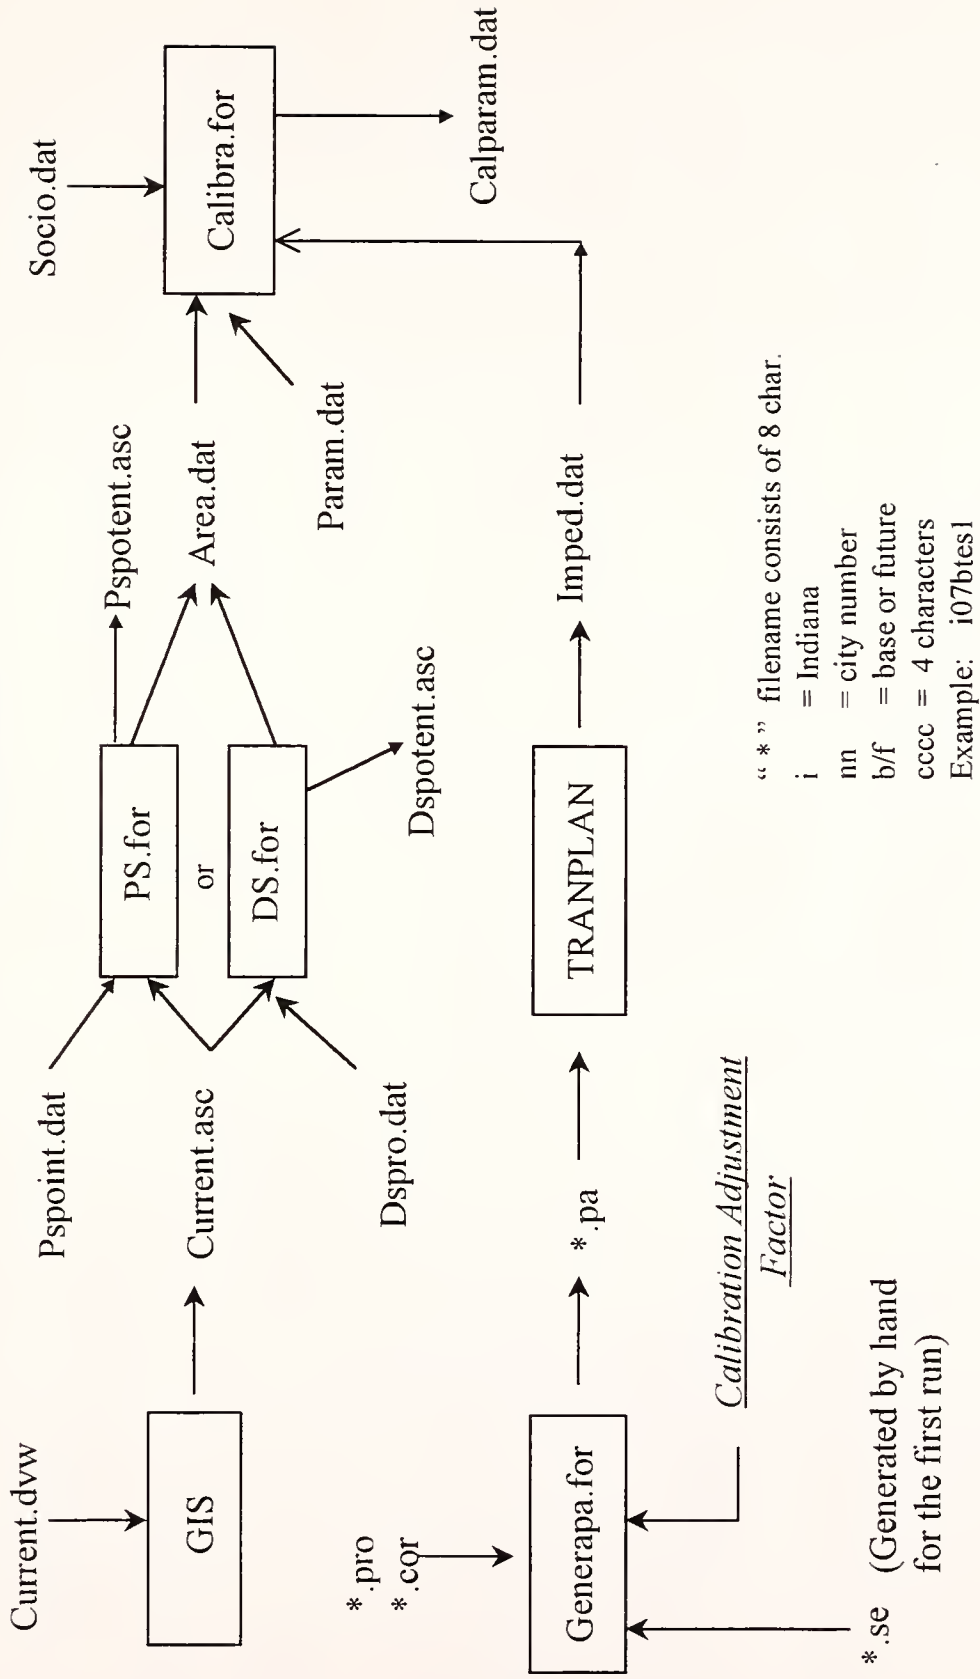 Current.dvw
GIS
Current.asc
Pspoint.dat
PS.for
or
DS.for
Dspro.dat
Pspotent.asc
Area.dat
Dspotent.asc
Socio.dat
Calibra.for
Param.dat
Calparam.dat
*.pro
*.cor
Generapa.for
*.pa
TRANPLAN
Imped.dat
Calibration Adjustment
Factor
*.se (Generated by hand
for the first run)
“ * ” filename consists of 8 char.
i = Indiana
nn = city number
b/f = base or future
cccc = 4 characters
Example: i07btes1